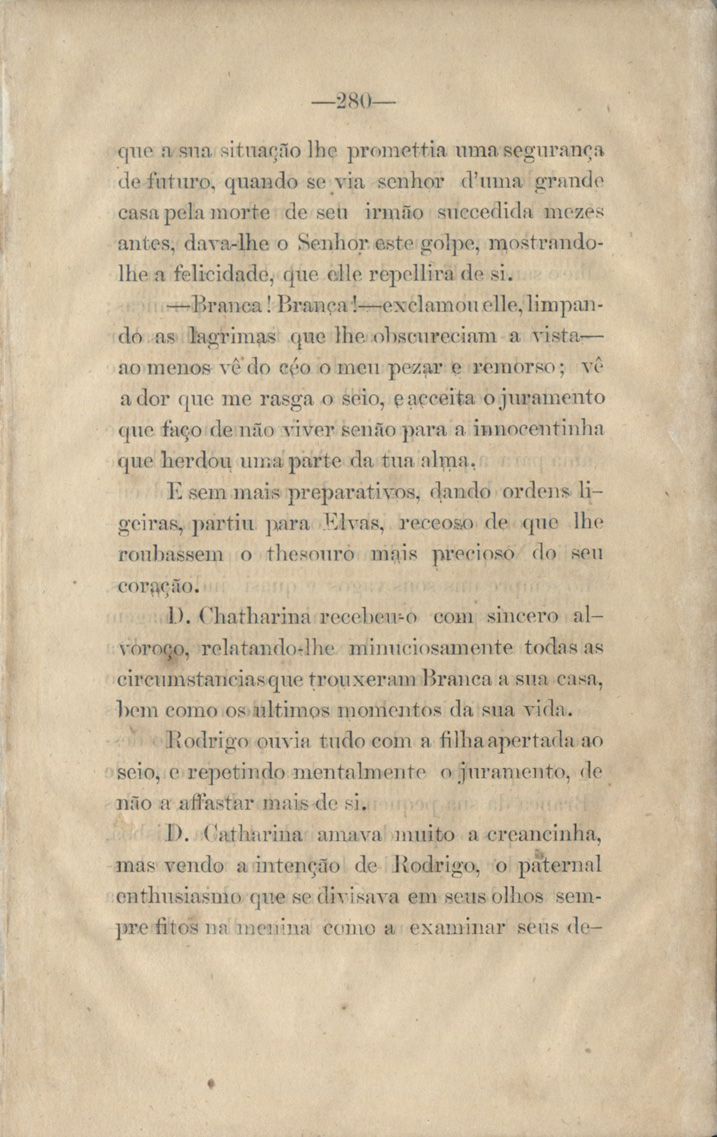 —280—
que a sua situação lhe promettia uma segurança
de futuro, quando se via senhor d'uma grande
casa pela morte de seu irmão succedida mezes
antes, dava-lhe o Senhor este golpe, mostrando-
lhe a felicidade, que elle repellira de si.
—Branca! Branca!—exclamou elle, limpan-
do as lagrimas que lhe obscureciam a vista—
ao menos vê do céo o meu pezar e remorso; vê
a dor que me rasga o seio, e acceita o juramento
que faço de não viver senão para a innocentinha
que herdou uma parte da tua alma.
E sem mais preparativos, dando ordens li-
geiras, partiu para Elvas, receoso de que lhe
roubassem o thesouro mais precioso do seu
coração.
D. Chatharina recebeu-o com sincero al-
voroço, relatando-lhe minuciosamente todas as
circumstancias que trouxeram Branca a sua casa,
bem como os ultimos momentos da sua vida.
Rodrigo ouvia tudo com a filha apertada ao
seio, e repetindo mentalmente o juramento, de
não a affastar mais de si.
D. Catharina amava muito a creancinha,
mas vendo a intenção de Rodrigo, o paternal
enthusiasmo que se divisava em seus olhos sem-
pre fitos na menina como a examinar seus de-